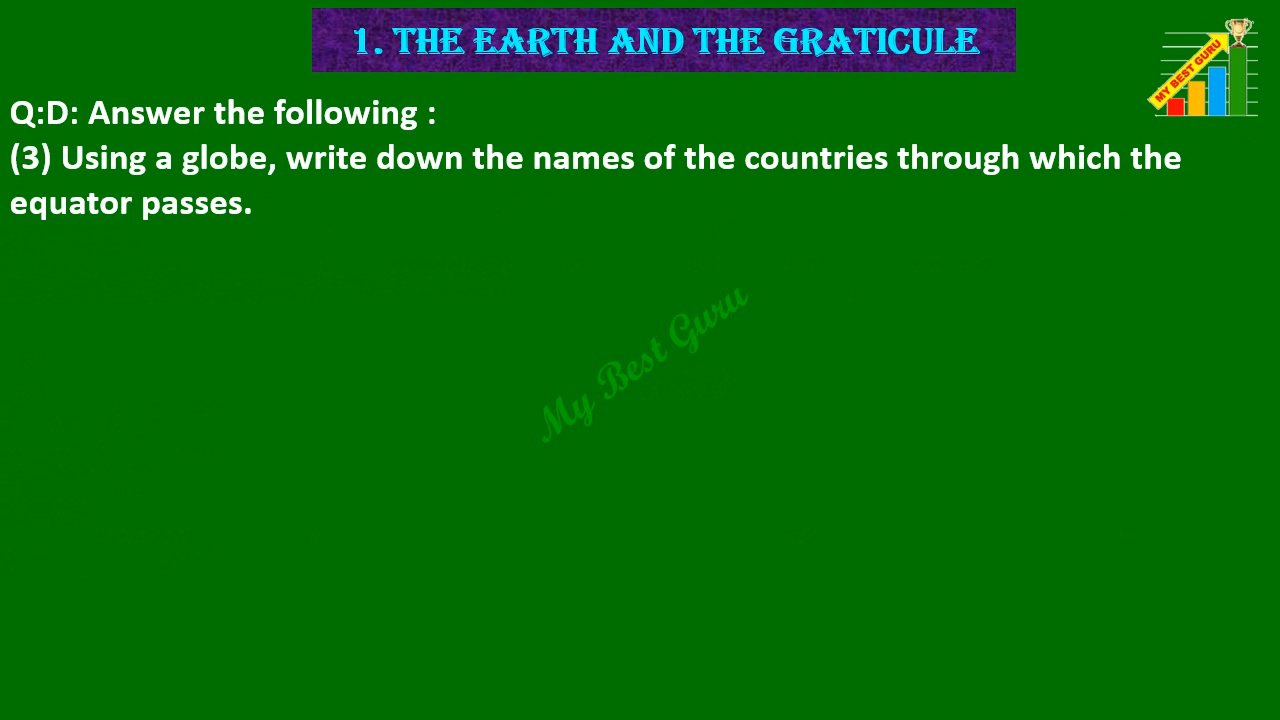 1. THE EARTH AND THE GRATICULE
MY BEST GURU
Q:D: Answer the following :
(3) Using a globe, write down the names of the countries through which the
equator passes.
My Best Guru